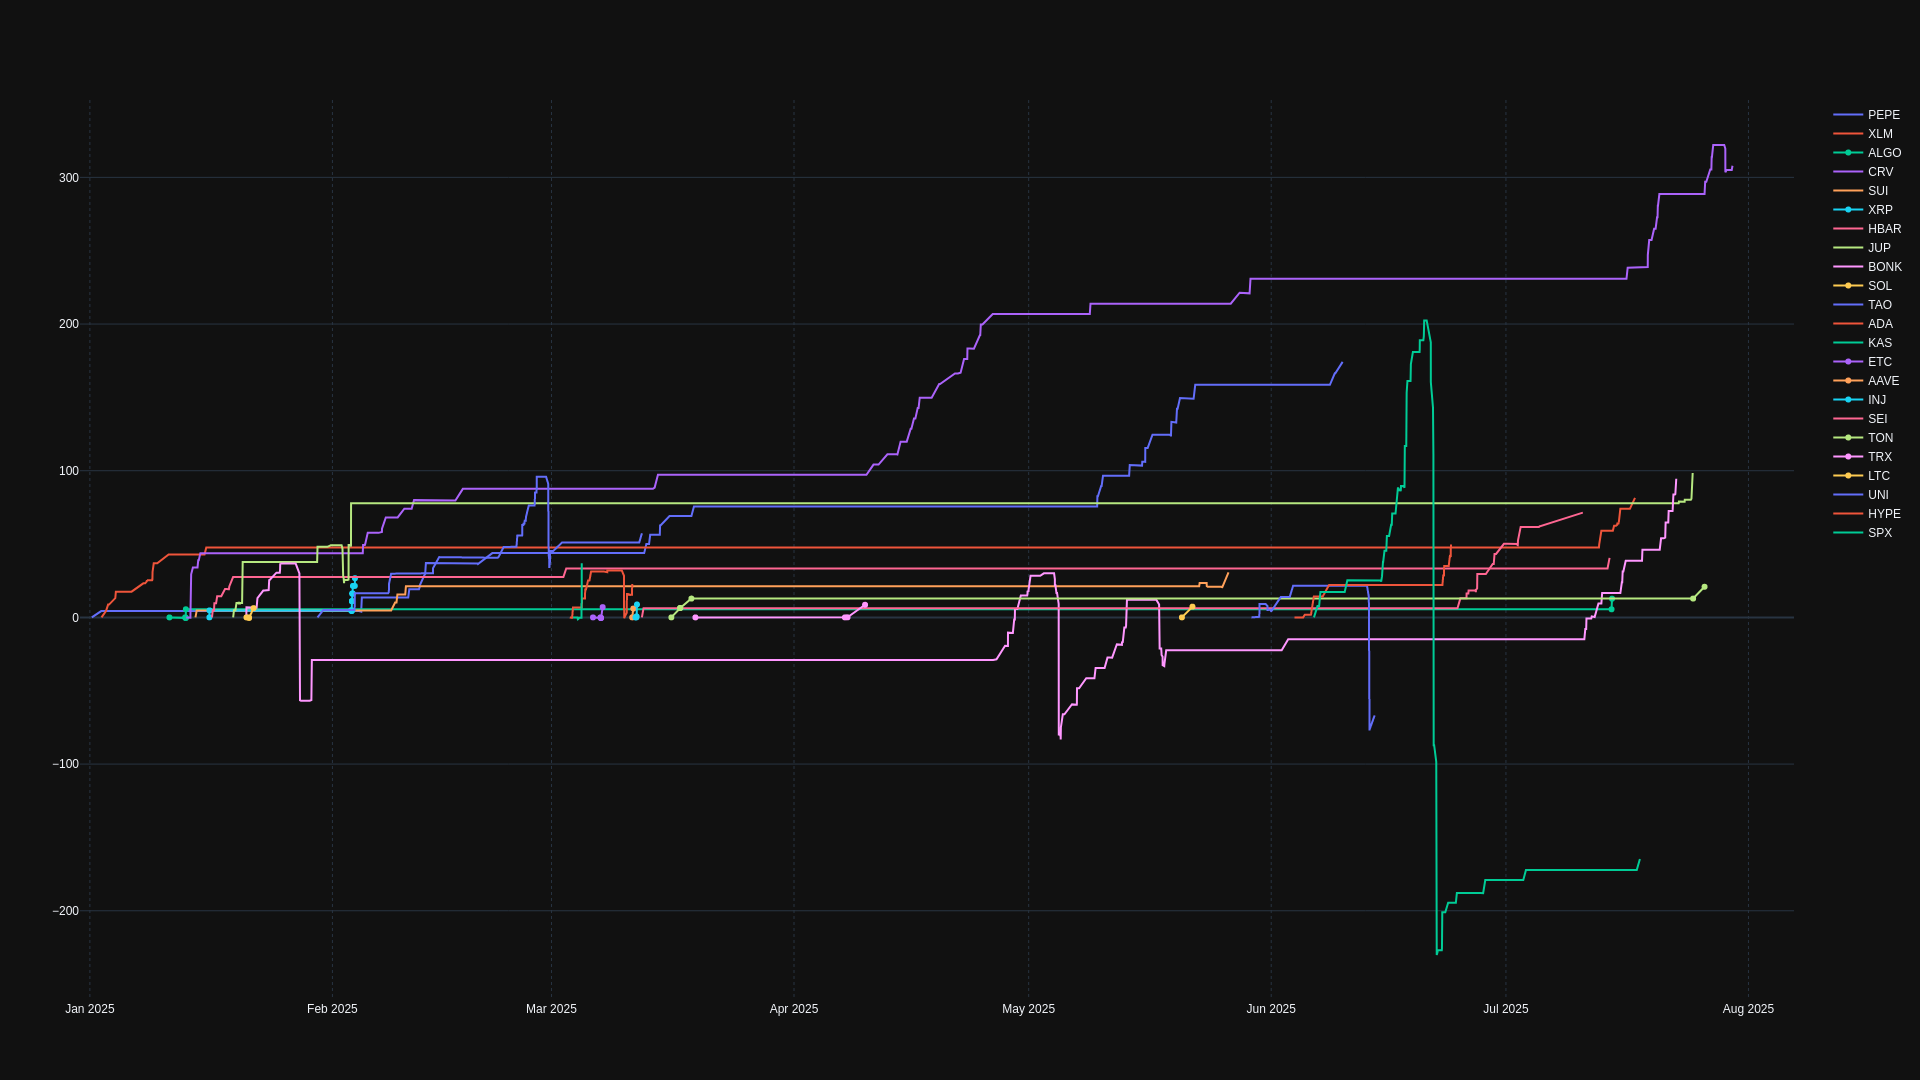 300
200
100
0
−100
−200
Jan 2025
Feb 2025
Mar 2025
Apr 2025
May 2025
Jun 2025
Jul 2025
Aug 2025
PEPE
XLM
ALGO
CRV
SUI
XRP
HBAR
JUP
BONK
SOL
TAO
ADA
KAS
ETC
AAVE
INJ
SEI
TON
TRX
LTC
UNI
HYPE
SPX